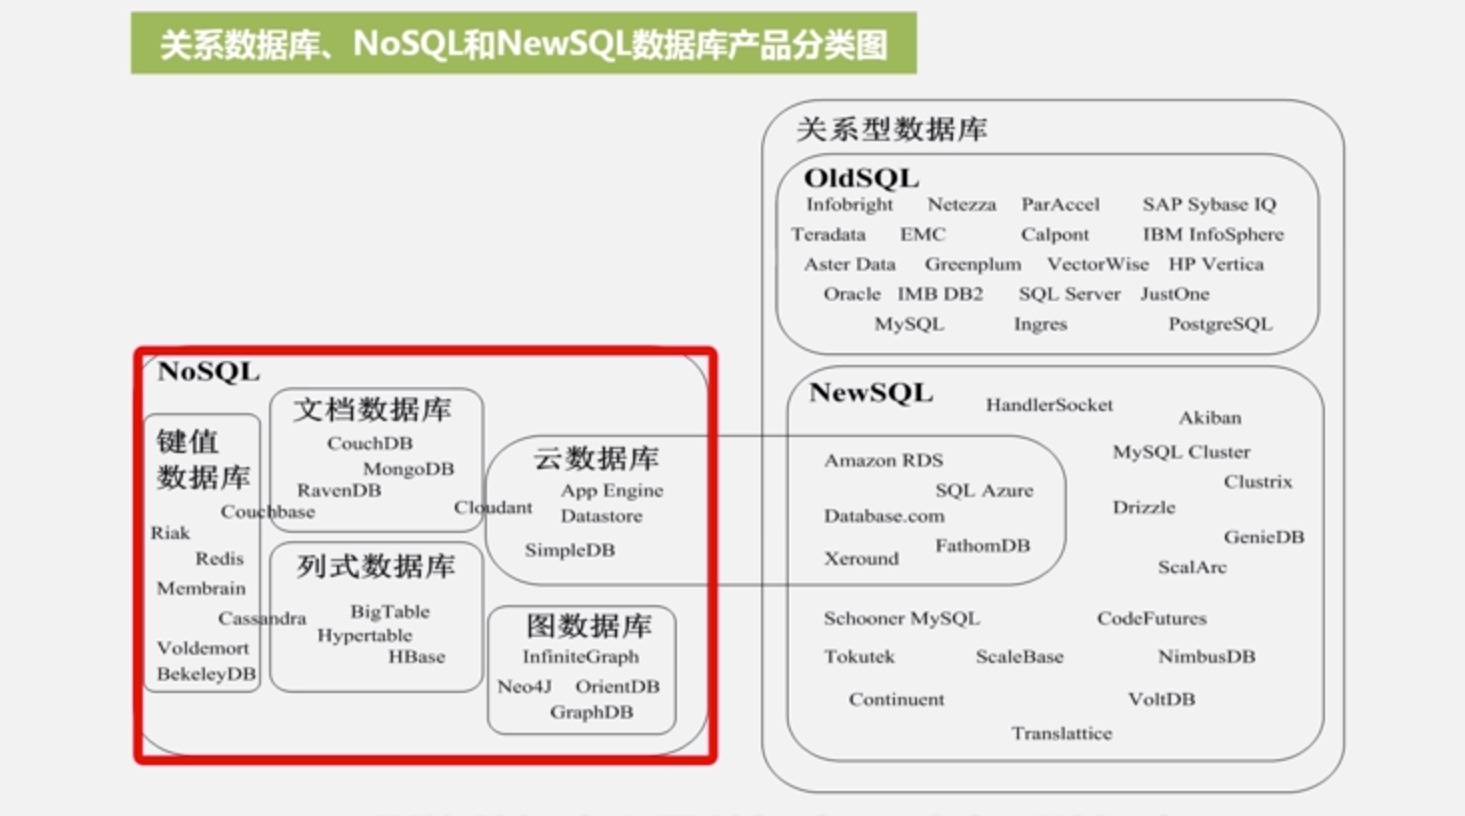 关系数据库、NoSQL和NewSQL数据库产品分类图
关系型数据库
OldSQL
Infobright Netezza ParAccel SAP Sybase IQ
Teradata EMC Calpont IBM InfoSphere
Aster Data Greenplum VectorWise HP Vertica
Oracle IMB DB2 SQL Server JustOne
MySQL Ingres PostgreSQL
NoSQL
键值
数据库
Couchbase
Riak
Redis
Membrain
Cassandra
Voldemort
BekeleyDB
文档数据库
CouchDB
MongoDB
RavenDB
Cloudant
列式数据库
BigTable
Hypertable
HBase
云数据库
App Engine
Datastore
SimpleDB
图数据库
InfiniteGraph
Neo4J OrientDB
GraphDB
NewSQL
HandlerSocket
Akiban
Amazon RDS
SQL Azure
Database.com
FathomDB
Xeround
MySQL Cluster
Clustrix
Drizzle
GenieDB
ScalArc
Schooner MySQL CodeFutures
Tokutek ScaleBase NimbusDB
Continuent VoltDB
Translattice